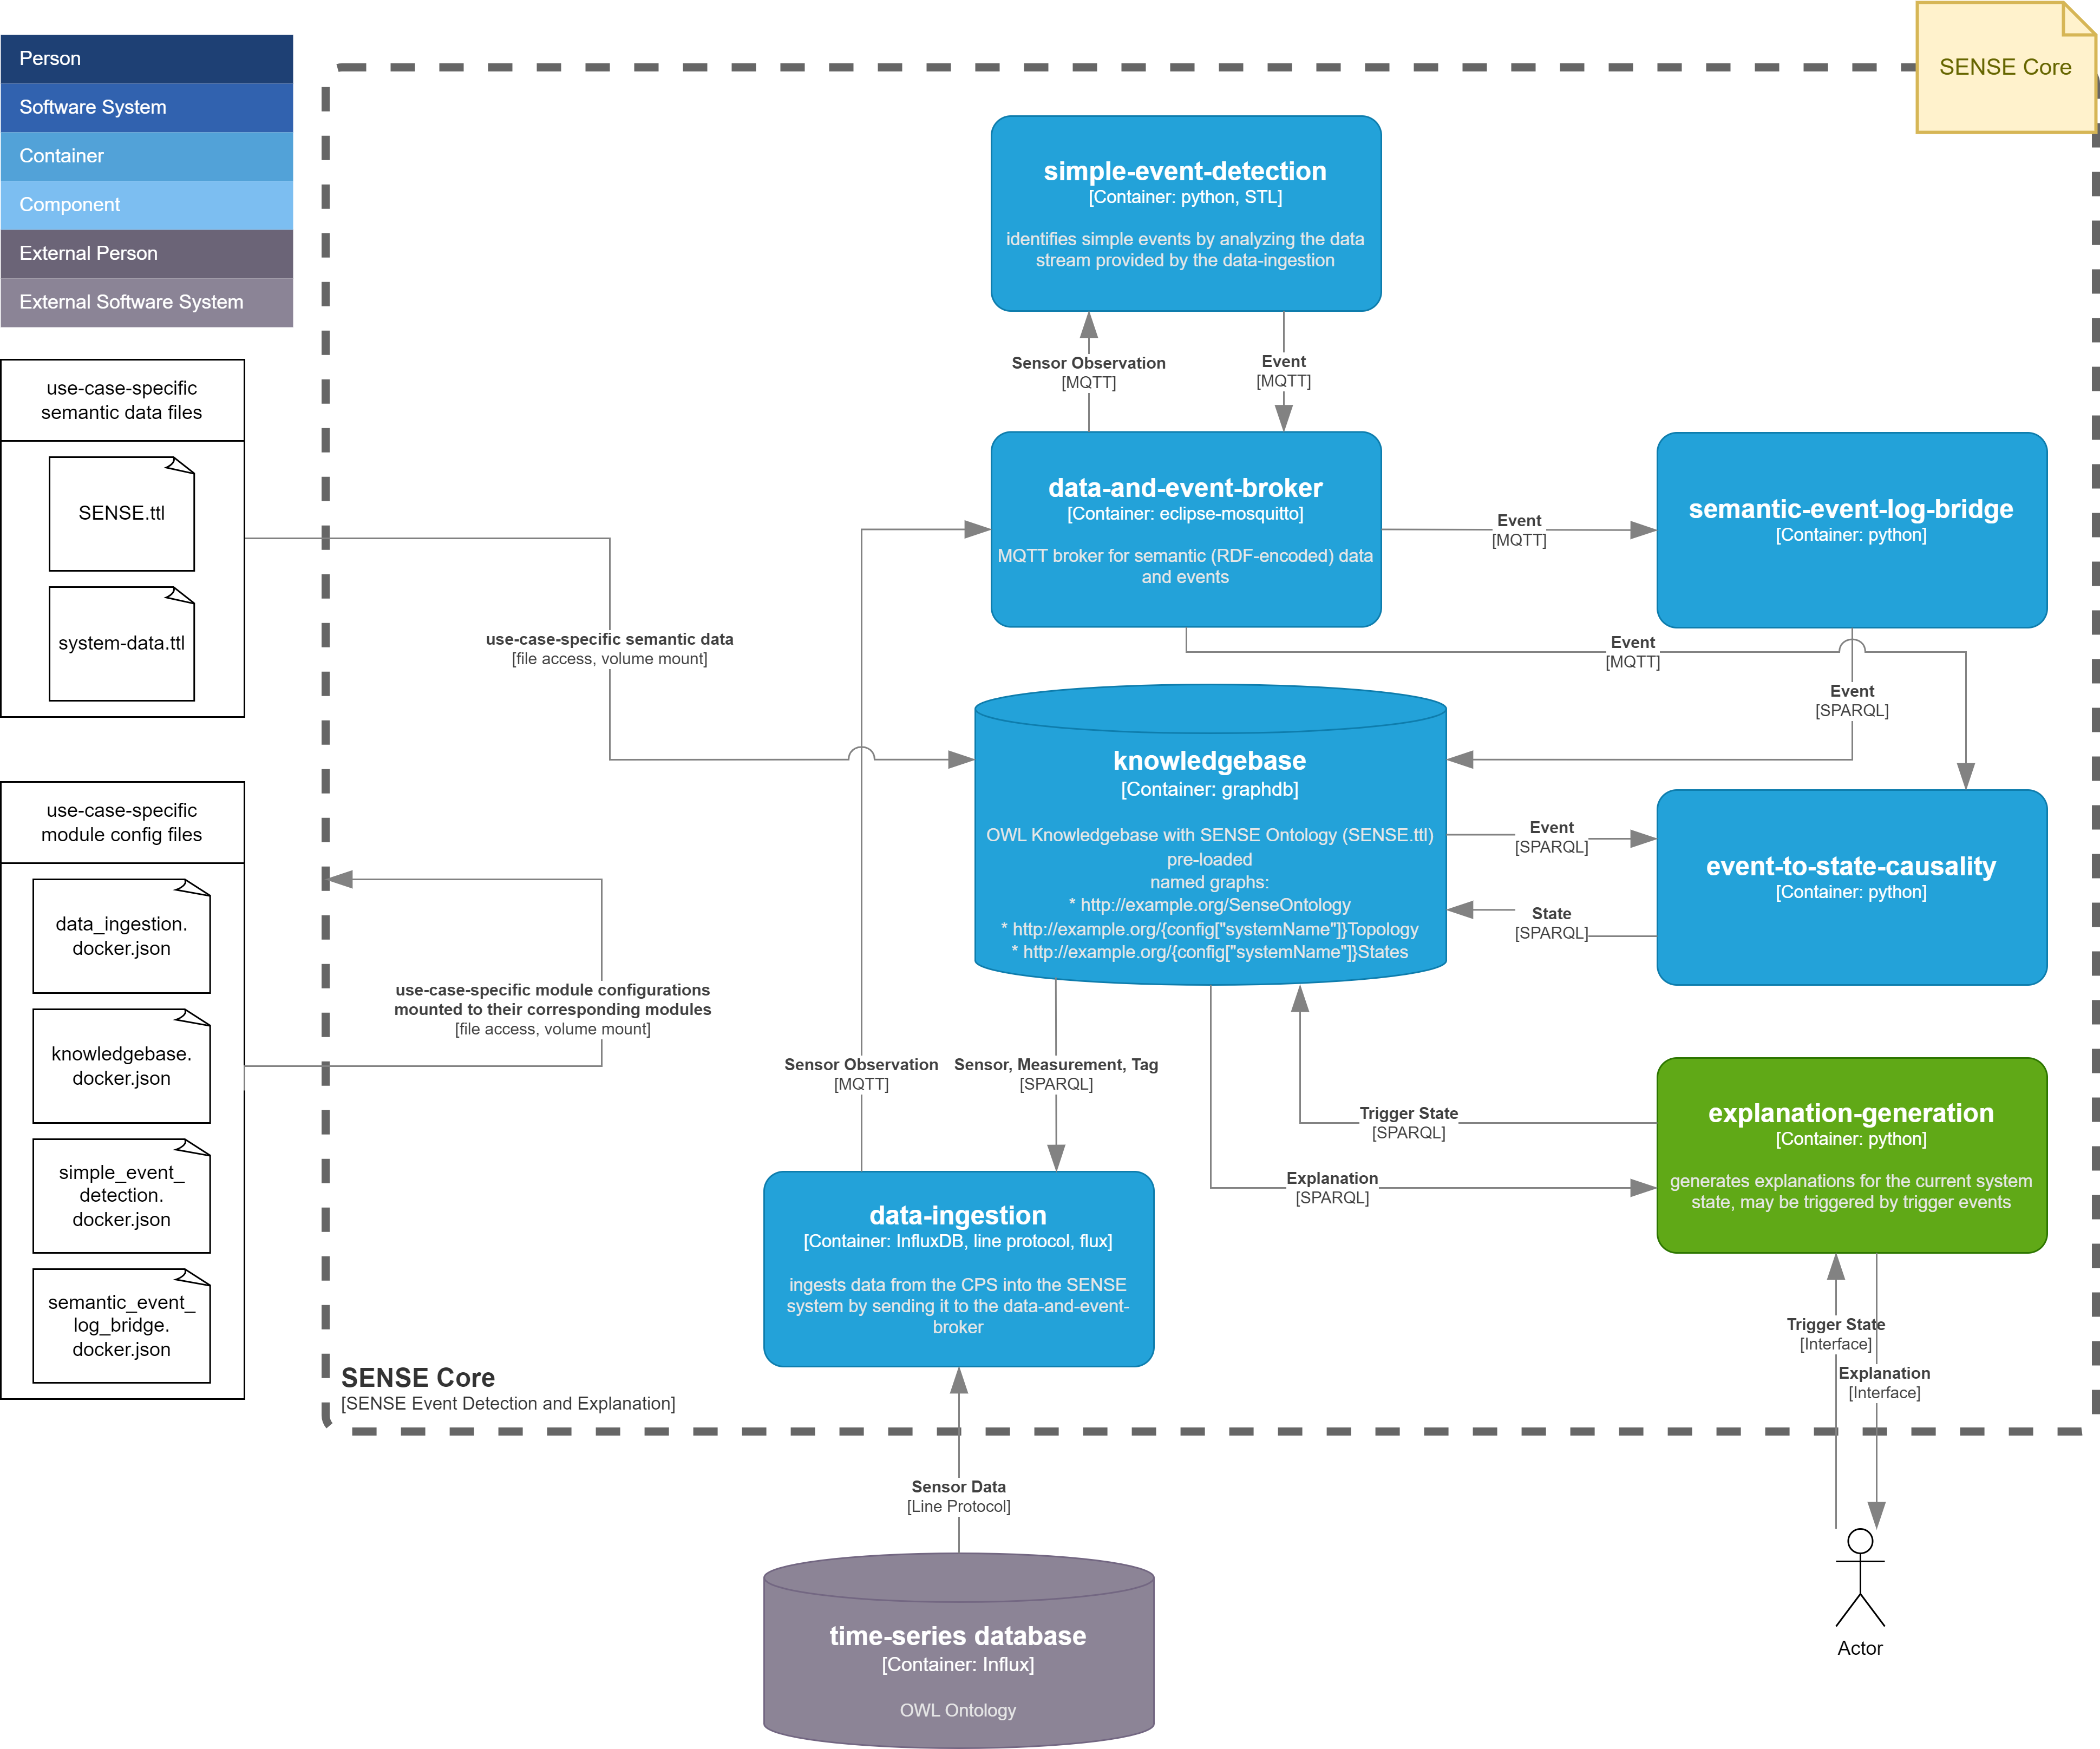 SENSE Core
Person
Software System
Container
Component
External Person
External Software System
use-case-specific
semantic data files
SENSE.ttl
system-data.ttl
use-case-specific
module config files
data_ingestion.
docker.json
knowledgebase.
docker.json
simple_event_
detection.
docker.json
semantic_event_
log_bridge.
docker.json
simple-event-detection
[Container: python, STL]
identifies simple events by analyzing the data
stream provided by the data-ingestion
Sensor Observation
[MQTT]
Event
[MQTT]
data-and-event-broker
[Container: eclipse-mosquitto]
MQTT broker for semantic (RDF-encoded) data
and events
Event
[MQTT]
semantic-event-log-bridge
[Container: python]
Event
[MQTT]
Event
[SPARQL]
use-case-specific semantic data
[file access, volume mount]
knowledgebase
[Container: graphdb]
OWL Knowledgebase with SENSE Ontology (SENSE.ttl)
pre-loaded
named graphs:
* http://example.org/SenseOntology
* http://example.org/{config["systemName"]}Topology
* http://example.org/{config["systemName"]}States
Event
[SPARQL]
State
[SPARQL]
event-to-state-causality
[Container: python]
use-case-specific module configurations
mounted to their corresponding modules
[file access, volume mount]
Sensor Observation
[MQTT]
Sensor, Measurement, Tag
[SPARQL]
Trigger State
[SPARQL]
Explanation
[SPARQL]
explanation-generation
[Container: python]
generates explanations for the current system
state, may be triggered by trigger events
data-ingestion
[Container: InfluxDB, line protocol, flux]
ingests data from the CPS into the SENSE
system by sending it to the data-and-event-
broker
Trigger State
[Interface]
Explanation
[Interface]
SENSE Core
[SENSE Event Detection and Explanation]
Sensor Data
[Line Protocol]
time-series database
[Container: Influx]
OWL Ontology
Actor